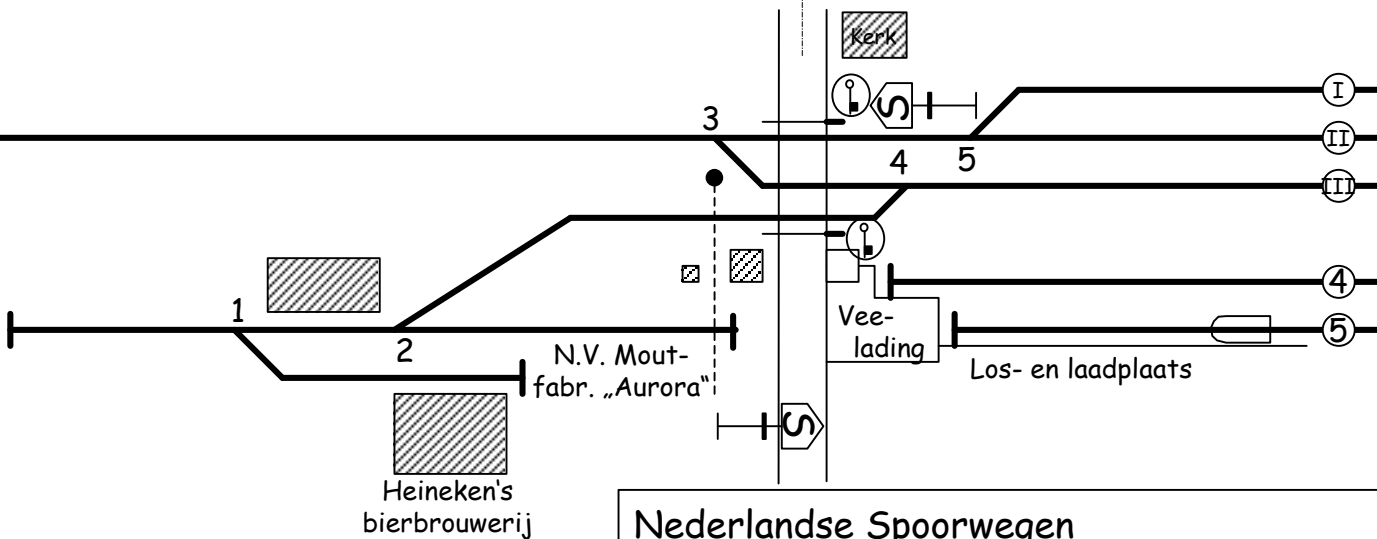 Kerk
S
I
3
II
4
5
III
4
1
Vee-
lading
5
2
N.V. Mout-
fabr. „Aurora“
Los- en laadplaats
S
Heineken's
bierbrouwerij
Nederlandse Spoorwegen